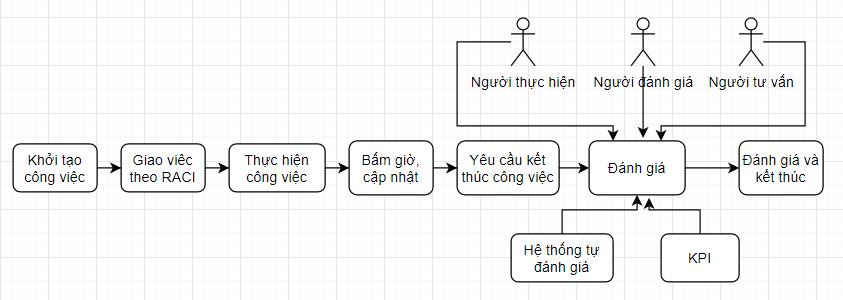 Người thực hiện
Người đánh giá
Người tư vấn
Khởi tạo
công việc
Giao viêc
theo RACI
Thực hiện
công việc
Bấm giờ,
cập nhật
Yêu cầu kết
thúc công việc
Đánh giá
Đánh giá và
kết thúc
Hệ thống tự
đánh giá
KPI